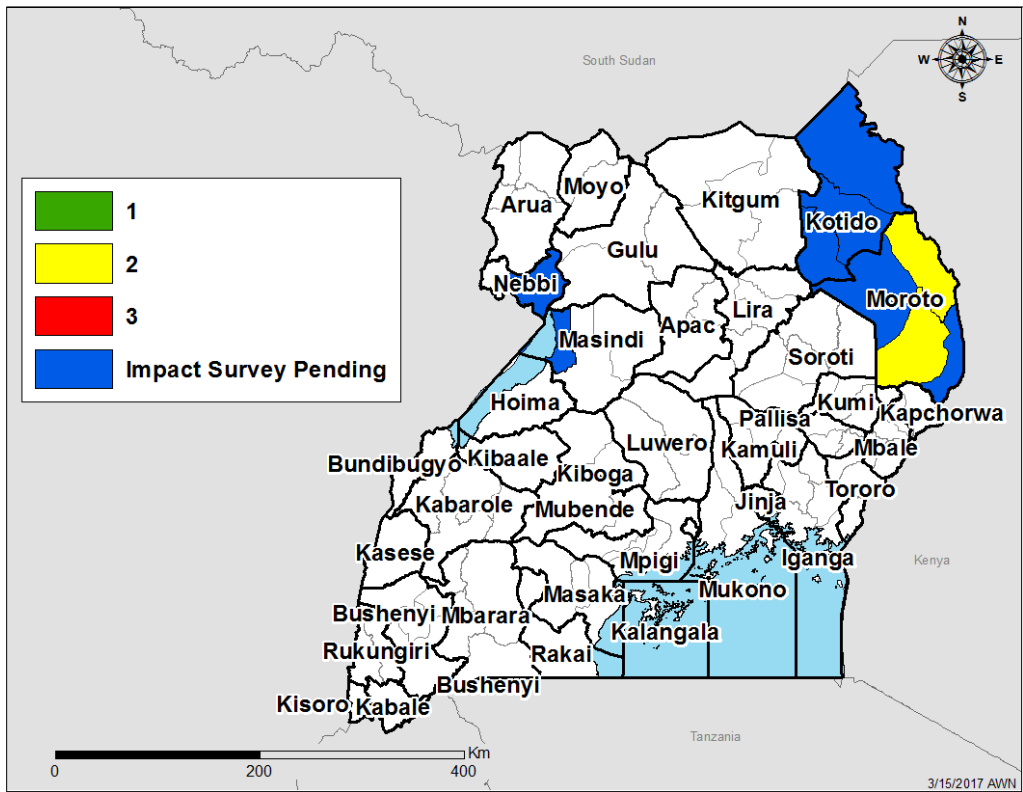 N
W E
S
South Sudan
1
2
3
Impact Survey Pending
Moyo
Arua
Kitgum
Kotido
Gulu
Nebbi
Moroto
Lira
Apac
Masindi
Soroti
Hoima
Kumi
Kapchorwa
Pallisa
Luwero
Kamuli
Mbale
Bundibugyo
Kibaale
Kiboga
Tororo
Kabarole
Mubende
Jinja
Kasese
Mpigi
Iganga
Kenya
Masaka
Mukono
Bushenyi
Mbarara
Kalangala
Rukungiri
Rakai
Bushenyi
Kisoro
Kabale
Tanzania
Km
0 200 400
3/15/2017 AWN